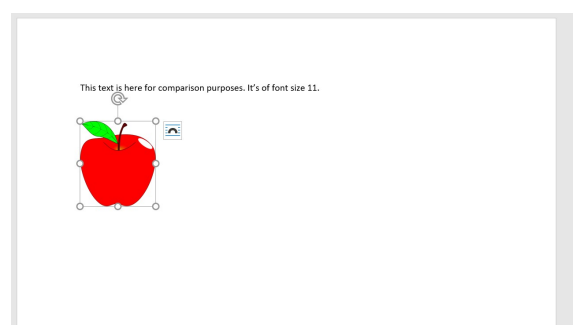 This text is here for comparison purposes. It’s of font size 11.